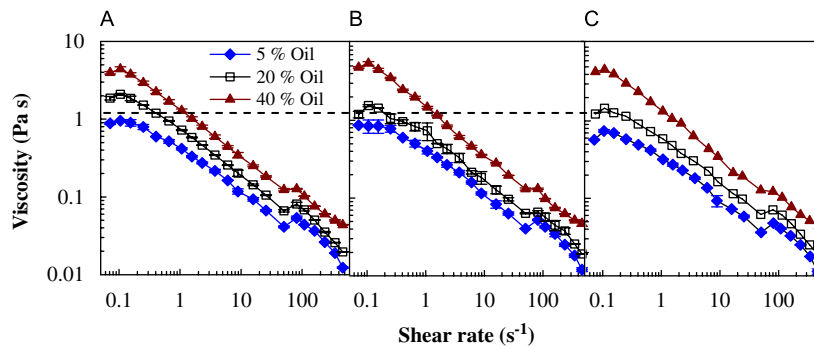 A
B
C
10
1
0.1
0.01
Viscosity (Pa s)
5 % Oil
20 % Oil
40 % Oil
0.1 1 10 100
0.1 1 10 100
0.1 1 10 100
Shear rate (s⁻¹)